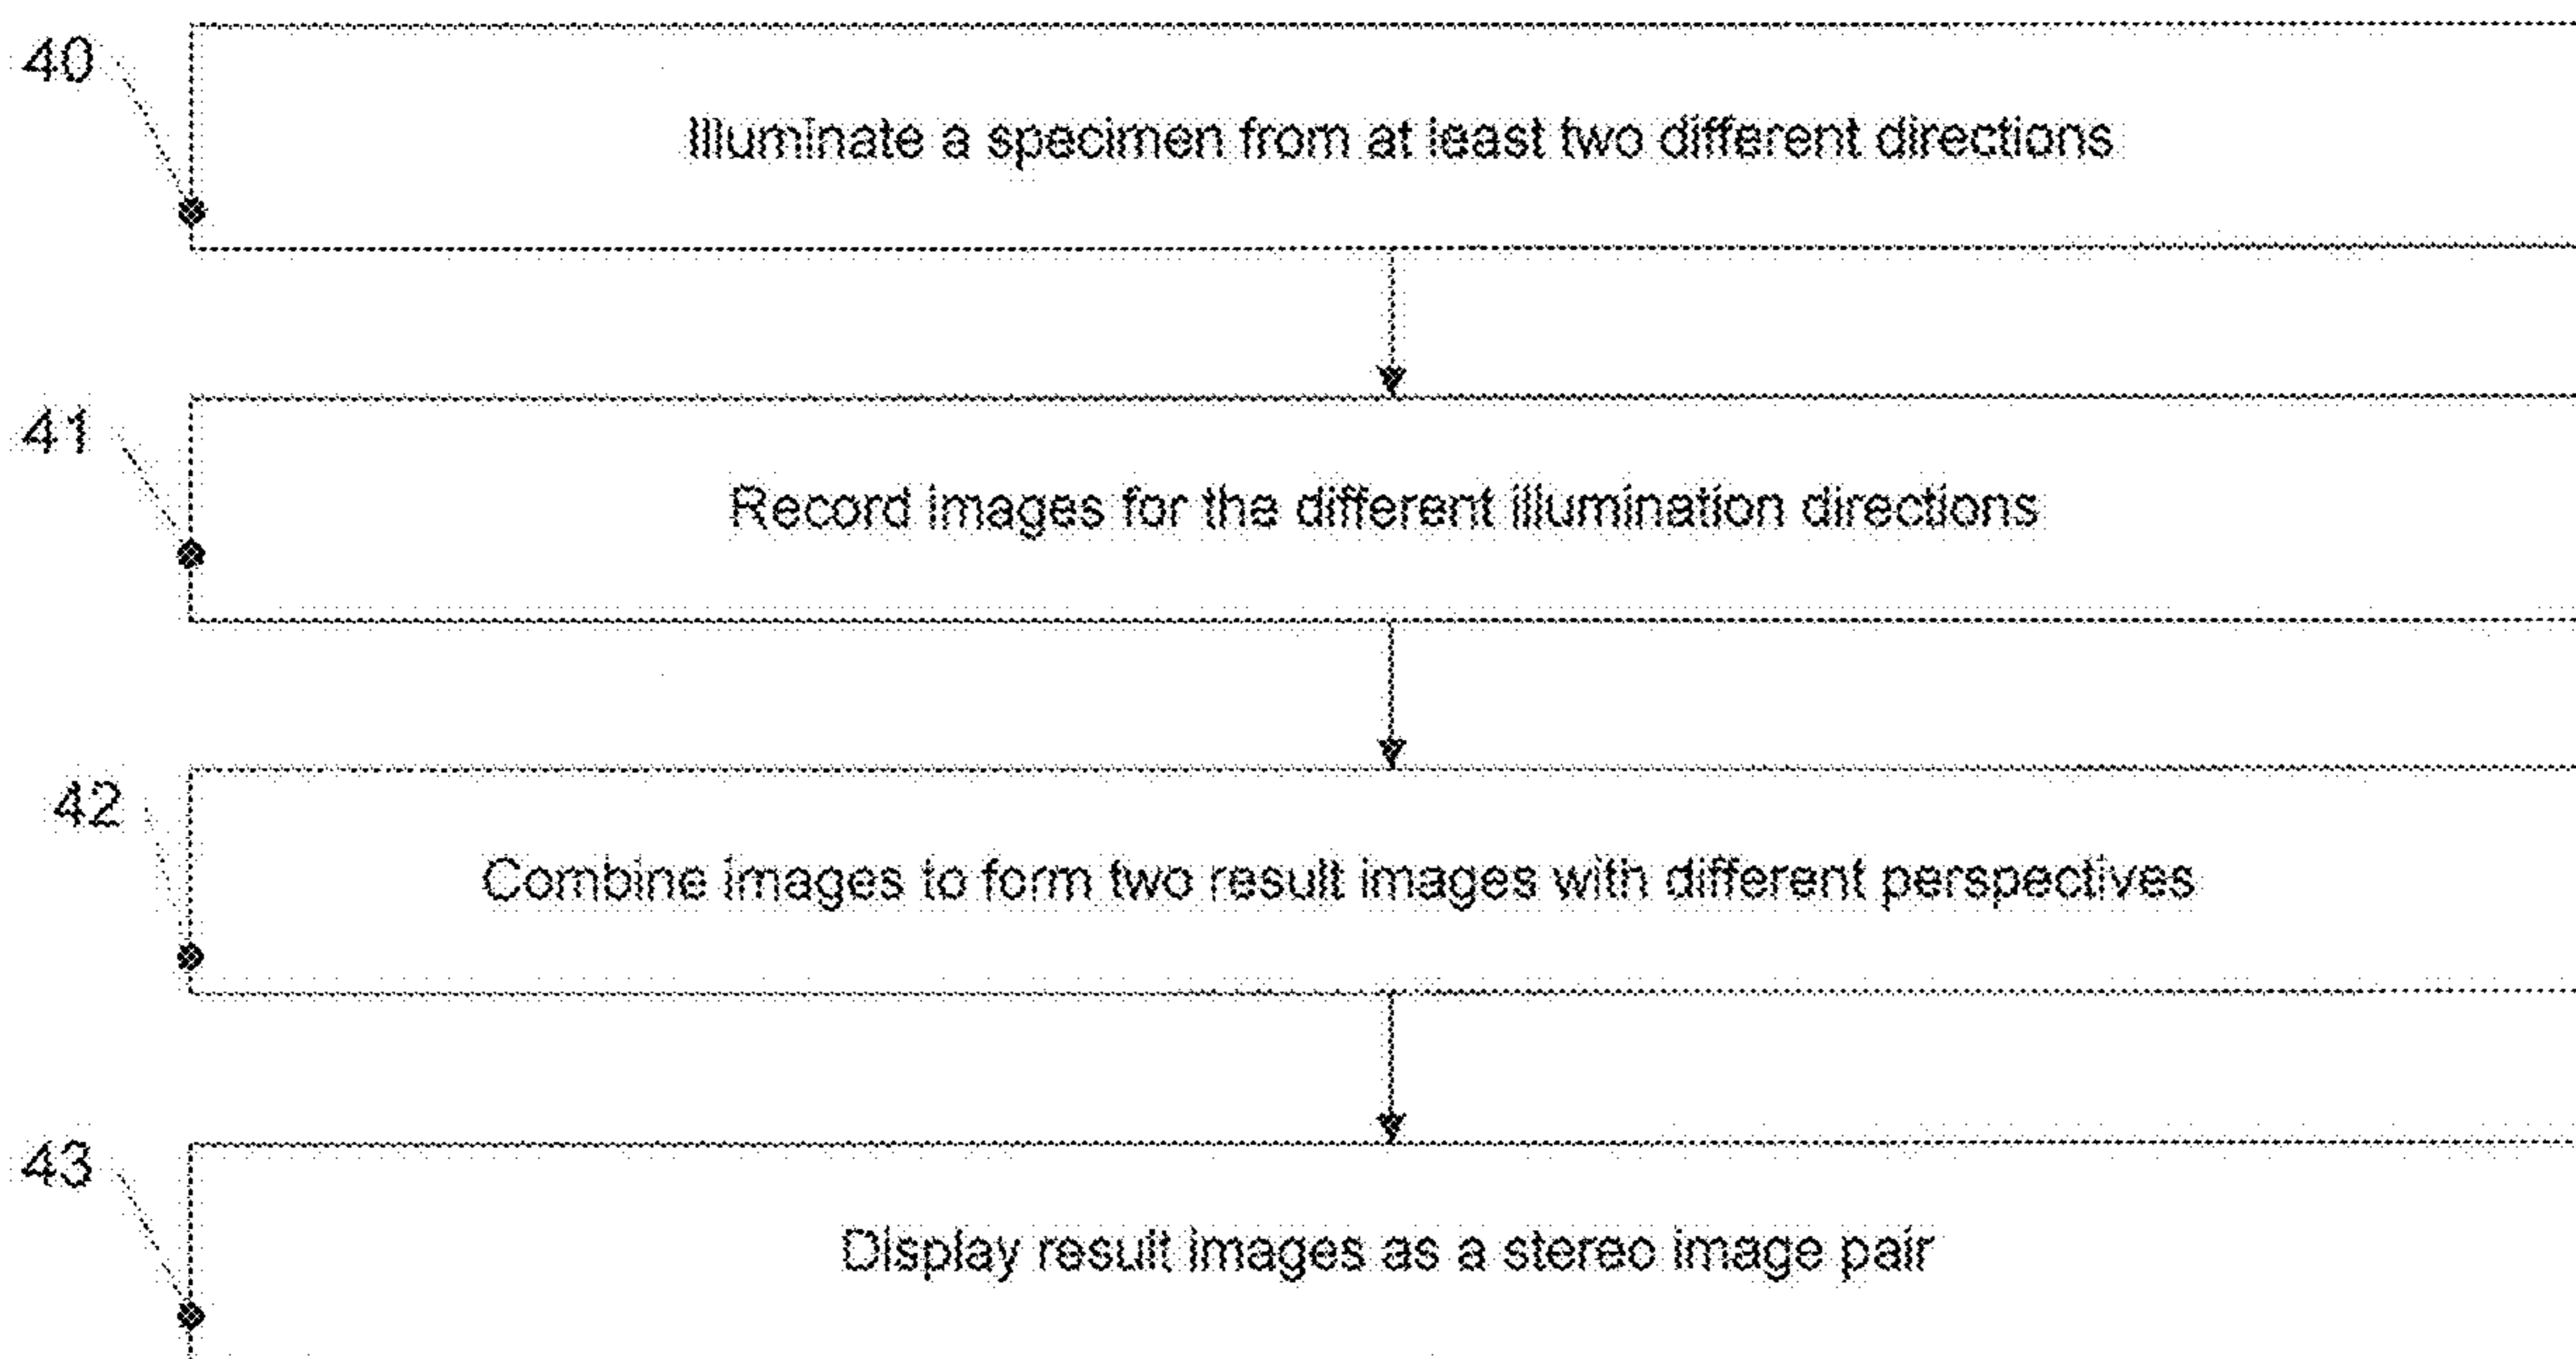 40
Illuminate a specimen from at least two different directions
41
Record images for the different illumination directions
42
Combine images to form two result images with different perspectives
43
Display result images as a stereo image pair